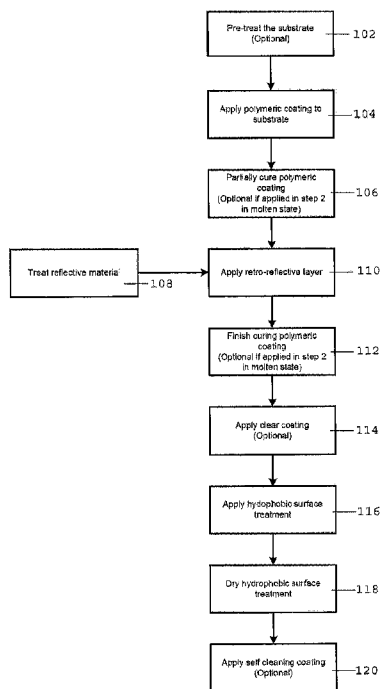 Pre-treat the substrate
(Optional)
102
Apply polymeric coating to
substrate
104
Partially cure polymeric
coating
(Optional if applied in step 2
in molten state)
106
Treat reflective material
108
Apply retro-reflective layer
110
Finish curing polymeric
coating
(Optional if applied in step 2
in molten state)
112
Apply clear coating
(Optional)
114
Apply hydophobic surface
treatment
116
Dry hydrophobic surface
treatment
118
Apply self cleaning coating
(Optional)
120